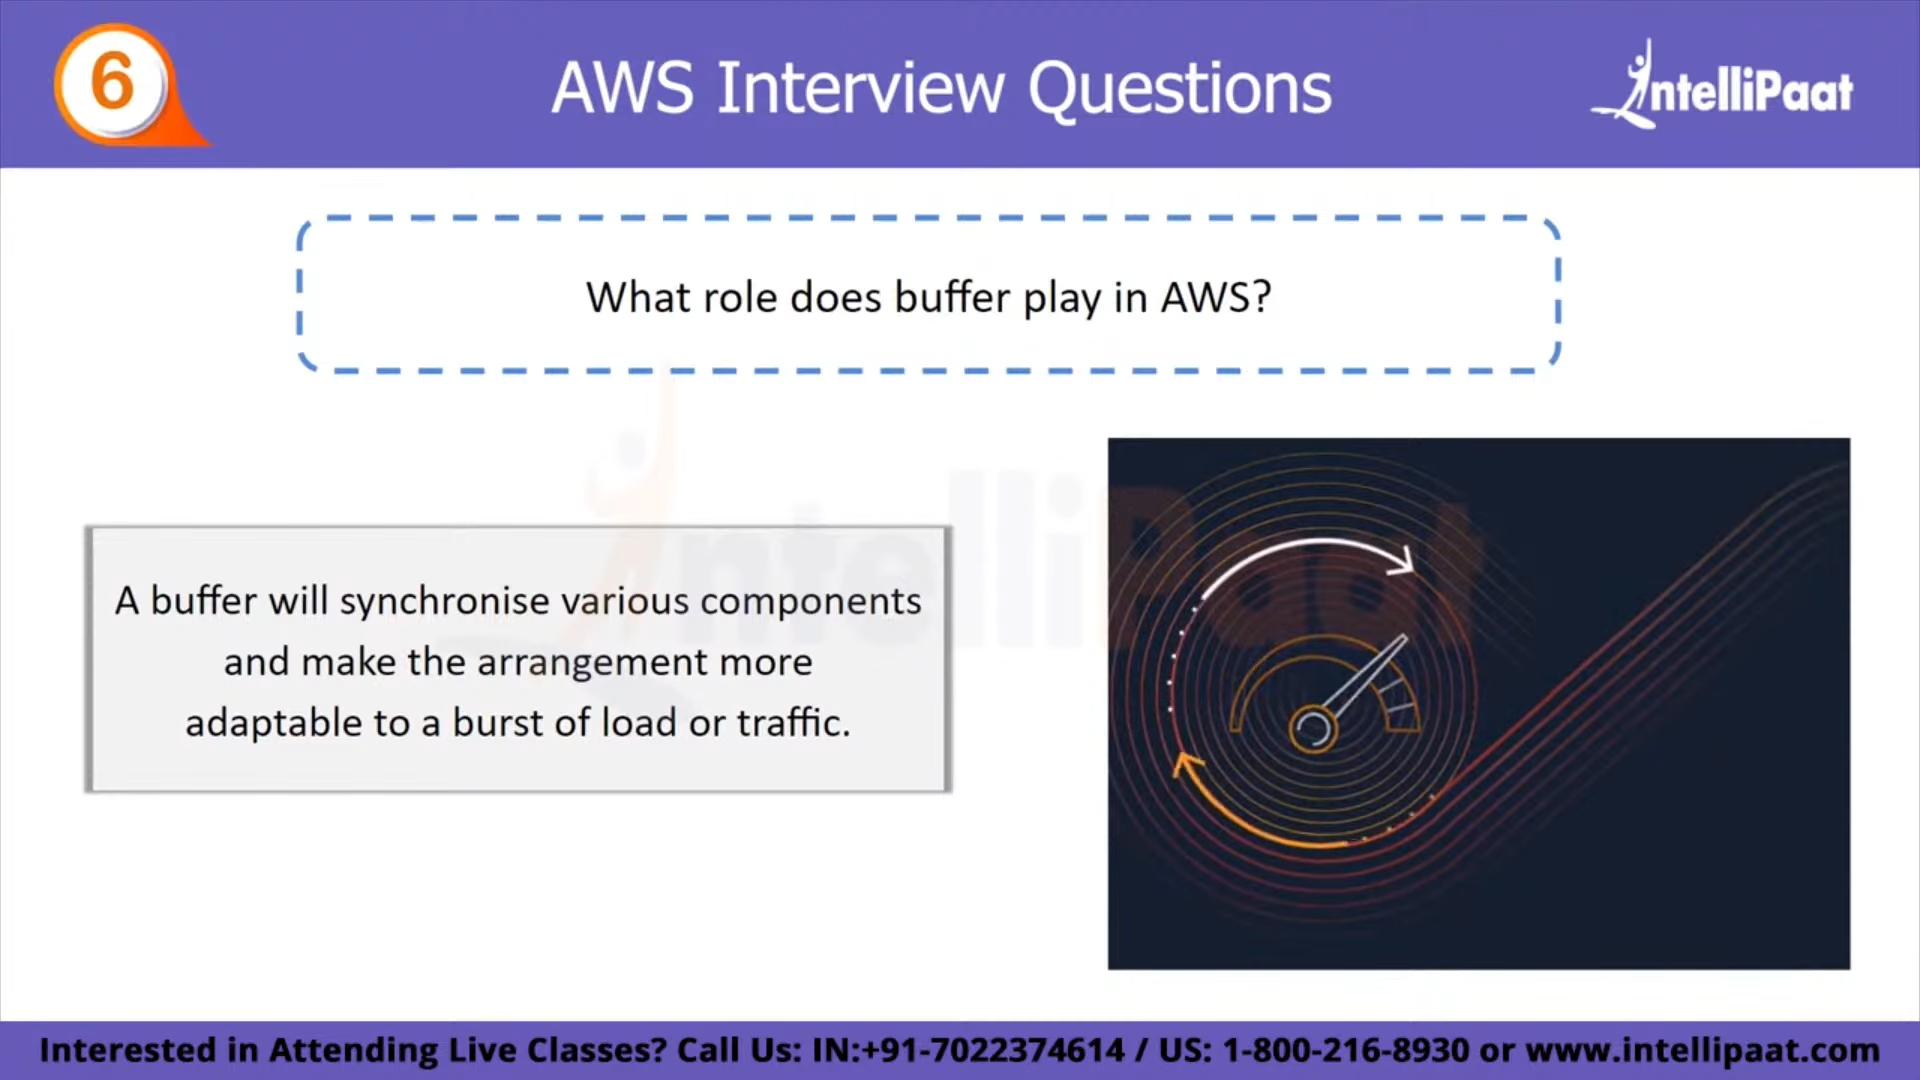 6
AWS Interview Questions
IntelliPaat
What role does buffer play in AWS?
A buffer will synchronise various components
and make the arrangement more
adaptable to a burst of load or traffic.
IntelliPaat
Interested in Attending Live Classes? Call Us: IN:+91-7022374614 / US: 1-800-216-8930 or www.intellipaat.com